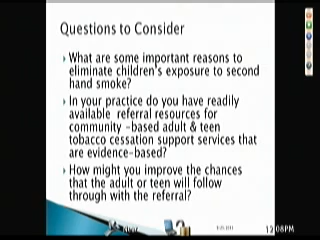 Questions to Consider
What are some important reasons to
eliminate children's exposure to second
hand smoke?
In your practice do you have readily
available referral resources for
community -based adult & teen
tobacco cessation support services that
are evidence-based?
How might you improve the chances
that the adult or teen will follow
through with the referral?
12:08PM